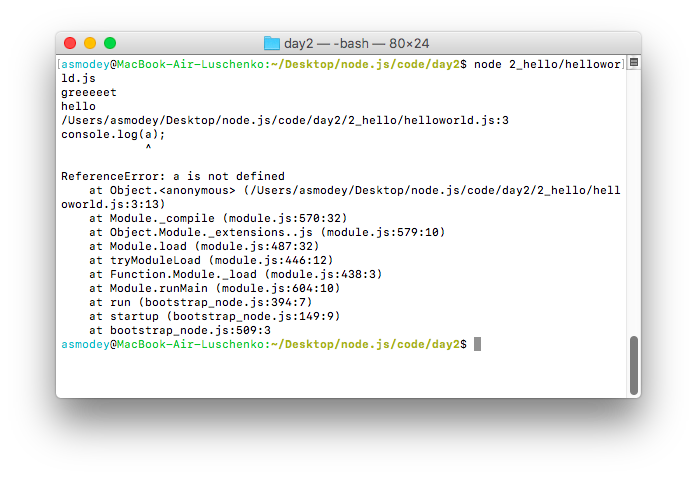 day2 — -bash — 80×24
[asmodey@MacBook-Air-Luschenko:~/Desktop/node.js/code/day2$ node 2_hello/hellowor]
ld.js
greeeeet
hello
/Users/asmodey/Desktop/node.js/code/day2/2_hello/helloworld.js:3
console.log(a);
            ^
ReferenceError: a is not defined
    at Object.<anonymous> (/Users/asmodey/Desktop/node.js/code/day2/2_hello/hell
oworld.js:3:13)
    at Module._compile (module.js:570:32)
    at Object.Module._extensions..js (module.js:579:10)
    at Module.load (module.js:487:32)
    at tryModuleLoad (module.js:446:12)
    at Function.Module._load (module.js:438:3)
    at Module.runMain (module.js:604:10)
    at run (bootstrap_node.js:394:7)
    at startup (bootstrap_node.js:149:9)
    at bootstrap_node.js:509:3
asmodey@MacBook-Air-Luschenko:~/Desktop/node.js/code/day2$